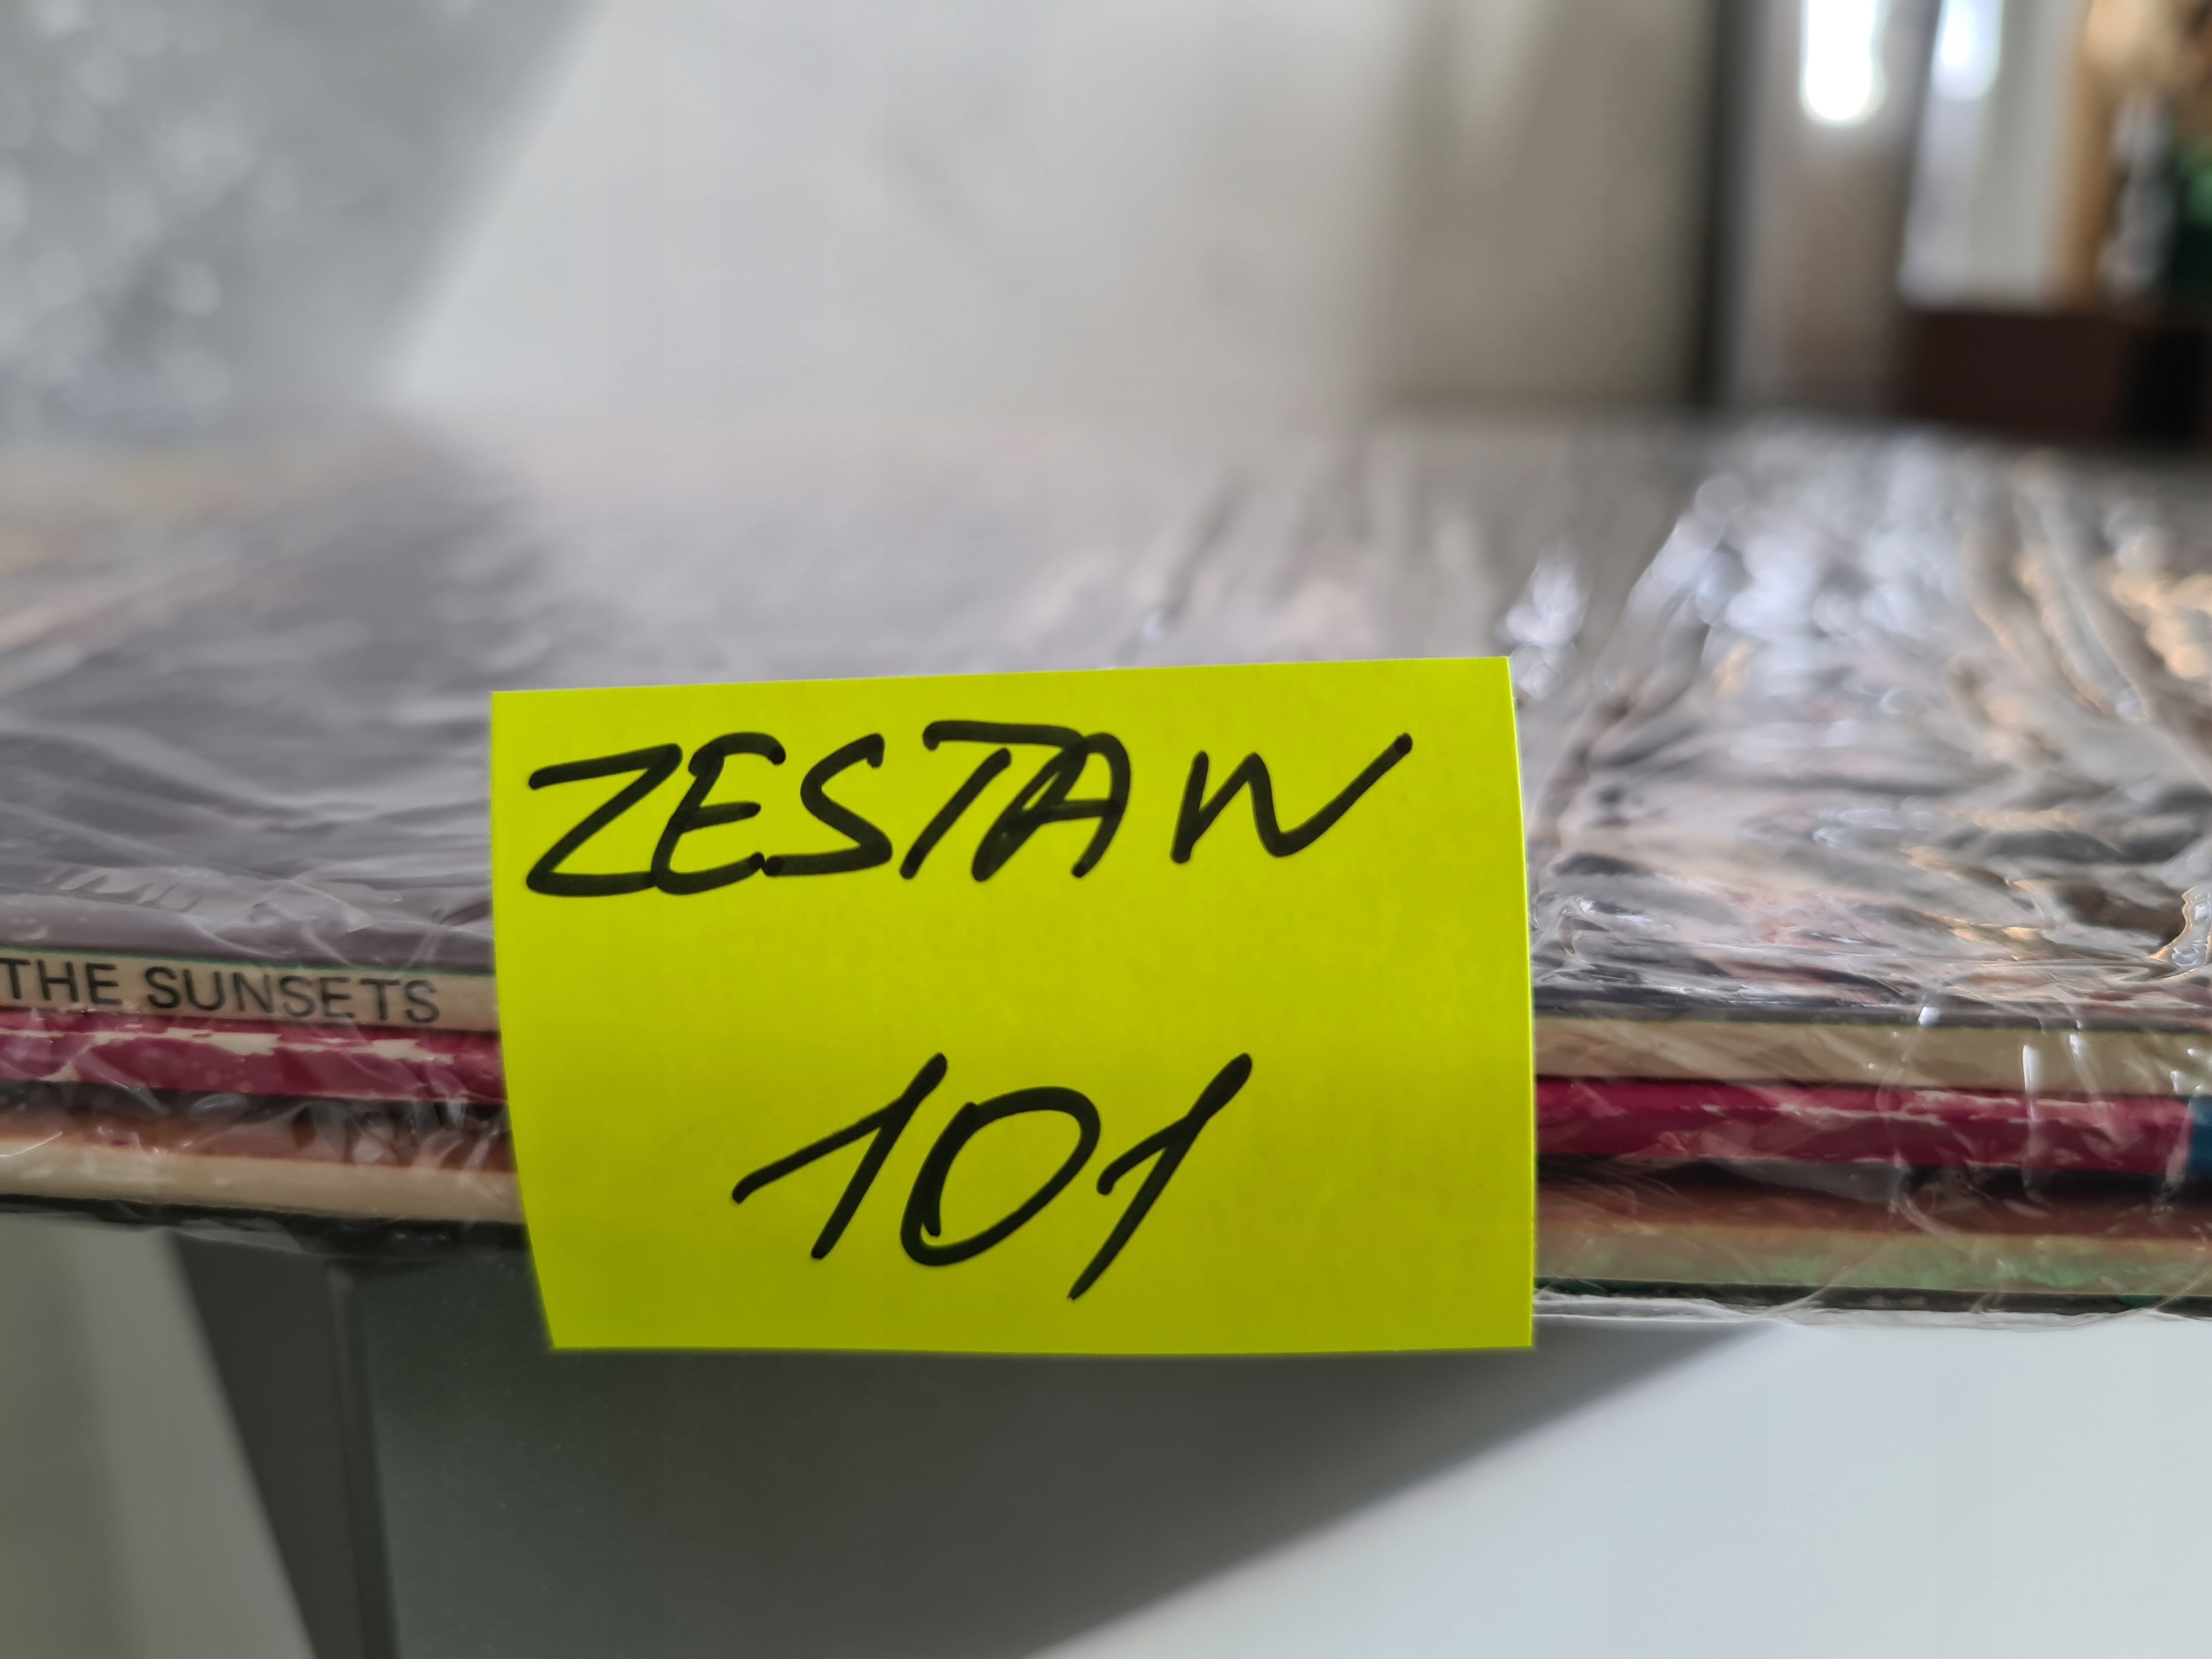 ZESTAW
101
THE SUNSETS